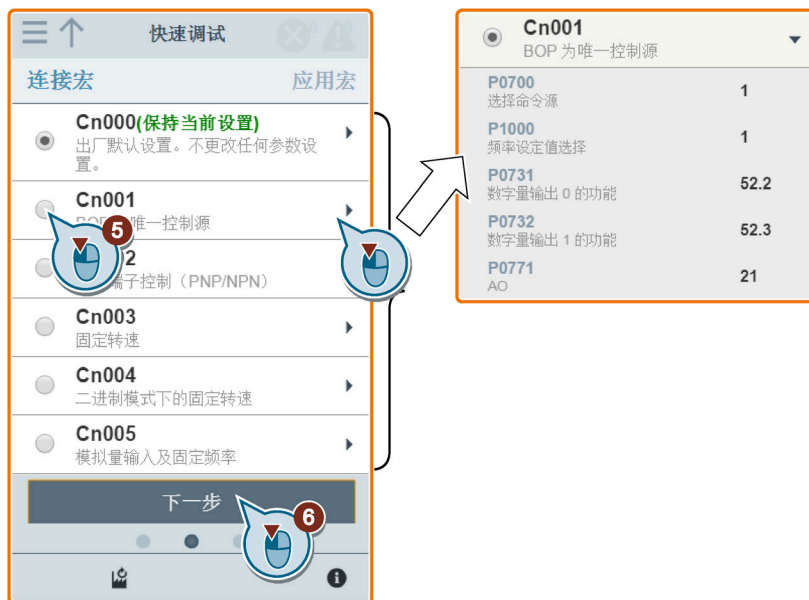 快速调试
连接宏 应用宏
Cn000(保持当前设置)
出厂默认设置。不更改任何参数设
置。
Cn001
唯一控制源
5
2
端子控制（PNP/NPN）
Cn003
固定转速
Cn004
二进制模式下的固定转速
Cn005
模拟量输入及固定频率
下一步
6
Cn001
BOP 为唯一控制源
P0700 1
选择命令源
P1000 1
频率设定值选择
P0731 52.2
数字量输出 0 的功能
P0732 52.3
数字量输出 1 的功能
P0771 21
AO